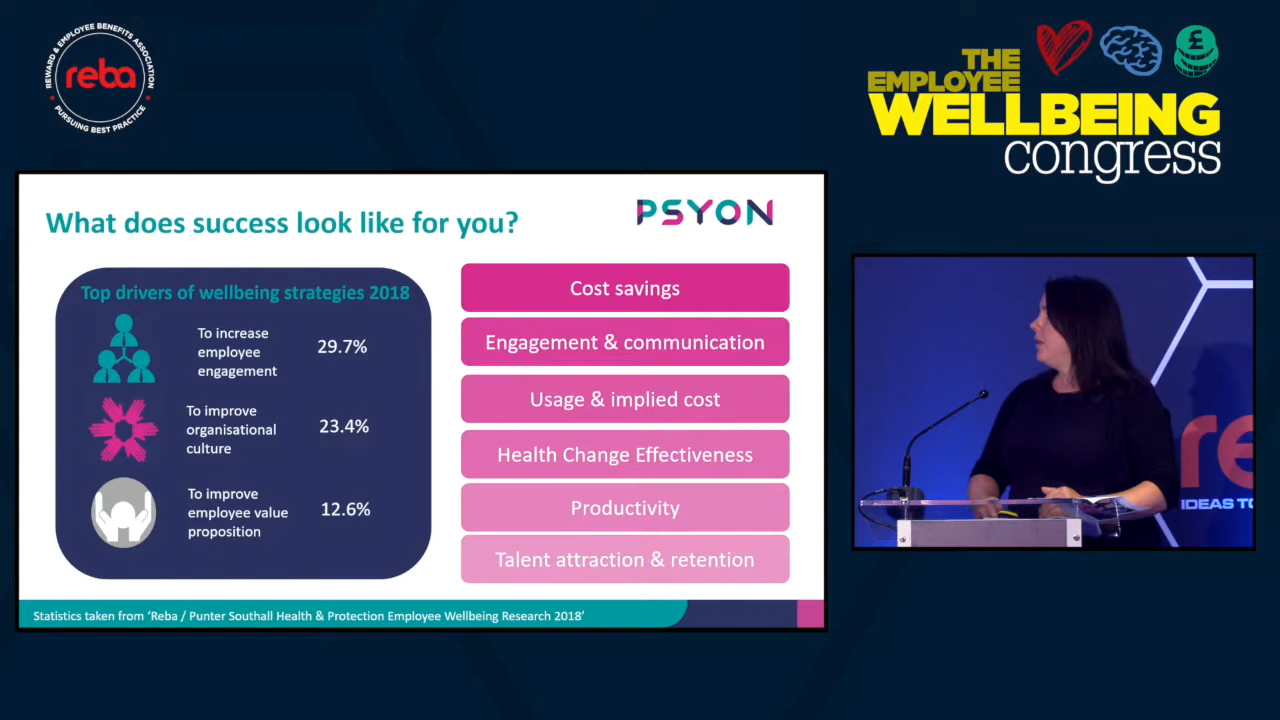 REWARD & EMPLOYEE BENEFITS ASSOCIATION
reba
PURSUING BEST PRACTICE
£
THE
EMPLOYEE
WELLBEING
congress
What does success look like for you?
PSYON
Top drivers of wellbeing strategies 2018
To increase
employee
engagement
29.7%
To improve
organisational
culture
23.4%
To improve
employee value
proposition
12.6%
Cost savings
Engagement & communication
Usage & implied cost
Health Change Effectiveness
Productivity
Talent attraction & retention
Statistics taken from ‘Reba / Punter Southall Health & Protection Employee Wellbeing Research 2018’
re
IDEAS TO